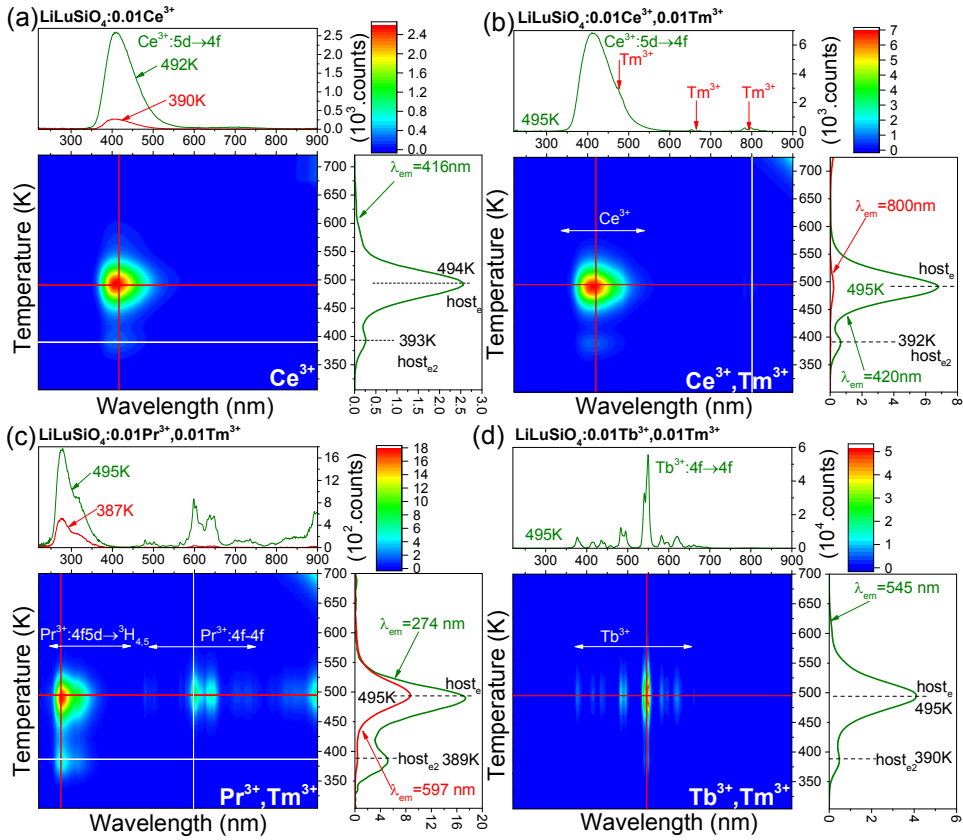 (a) LiLuSiO₄:0.01Ce³⁺
Ce³⁺:5d→4f
492K
390K
2.5
2.0
1.5
1.0
0.5
0.0
300 400 500 600 700 800 900
(10³.counts)
2.6
2.4
2.0
1.6
1.2
0.8
0.4
0.0
Temperature (K)
700
650
600
550
500
450
400
350
Ce³⁺
Wavelength (nm)
λem=416nm
494K
hoste
393K
hoste2
0.0 0.5 1.0 1.5 2.0 2.5 3.0
(b) LiLuSiO₄:0.01Ce³⁺,0.01Tm³⁺
Ce³⁺:5d→4f
Tm³⁺
Tm³⁺
Tm³⁺
495K
6
4
2
0
300 400 500 600 700 800 900
(10³.counts)
7
6
5
4
3
2
1
0
Temperature (K)
700
650
600
550
500
450
400
350
Ce³⁺
Ce³⁺,Tm³⁺
Wavelength (nm)
λem=800nm
hoste
495K
392K
hoste2
λem=420nm
0 2 4 6 8
(c) LiLuSiO₄:0.01Pr³⁺,0.01Tm³⁺
495K
387K
16
12
8
4
0
300 400 500 600 700 800 900
(10².counts)
18
16
14
12
10
8
6
4
2
0
Temperature (K)
700
650
600
550
500
450
400
350
300
Pr³⁺:4f5d→³H₄,₅
Pr³⁺:4f-4f
Pr³⁺,Tm³⁺
Wavelength (nm)
λem=274 nm
hoste
495K
hoste2 389K
λem=597 nm
0 4 8 12 16 20
(d) LiLuSiO₄:0.01Tb³⁺,0.01Tm³⁺
Tb³⁺:4f→4f
495K
6
4
2
0
300 400 500 600 700 800 900
(10⁴.counts)
5
4
3
2
1
0
Temperature (K)
700
650
600
550
500
450
400
350
300
Tb³⁺
Tb³⁺,Tm³⁺
Wavelength (nm)
λem=545 nm
hoste
495K
hoste2 390K
0 1 2 3 4 5